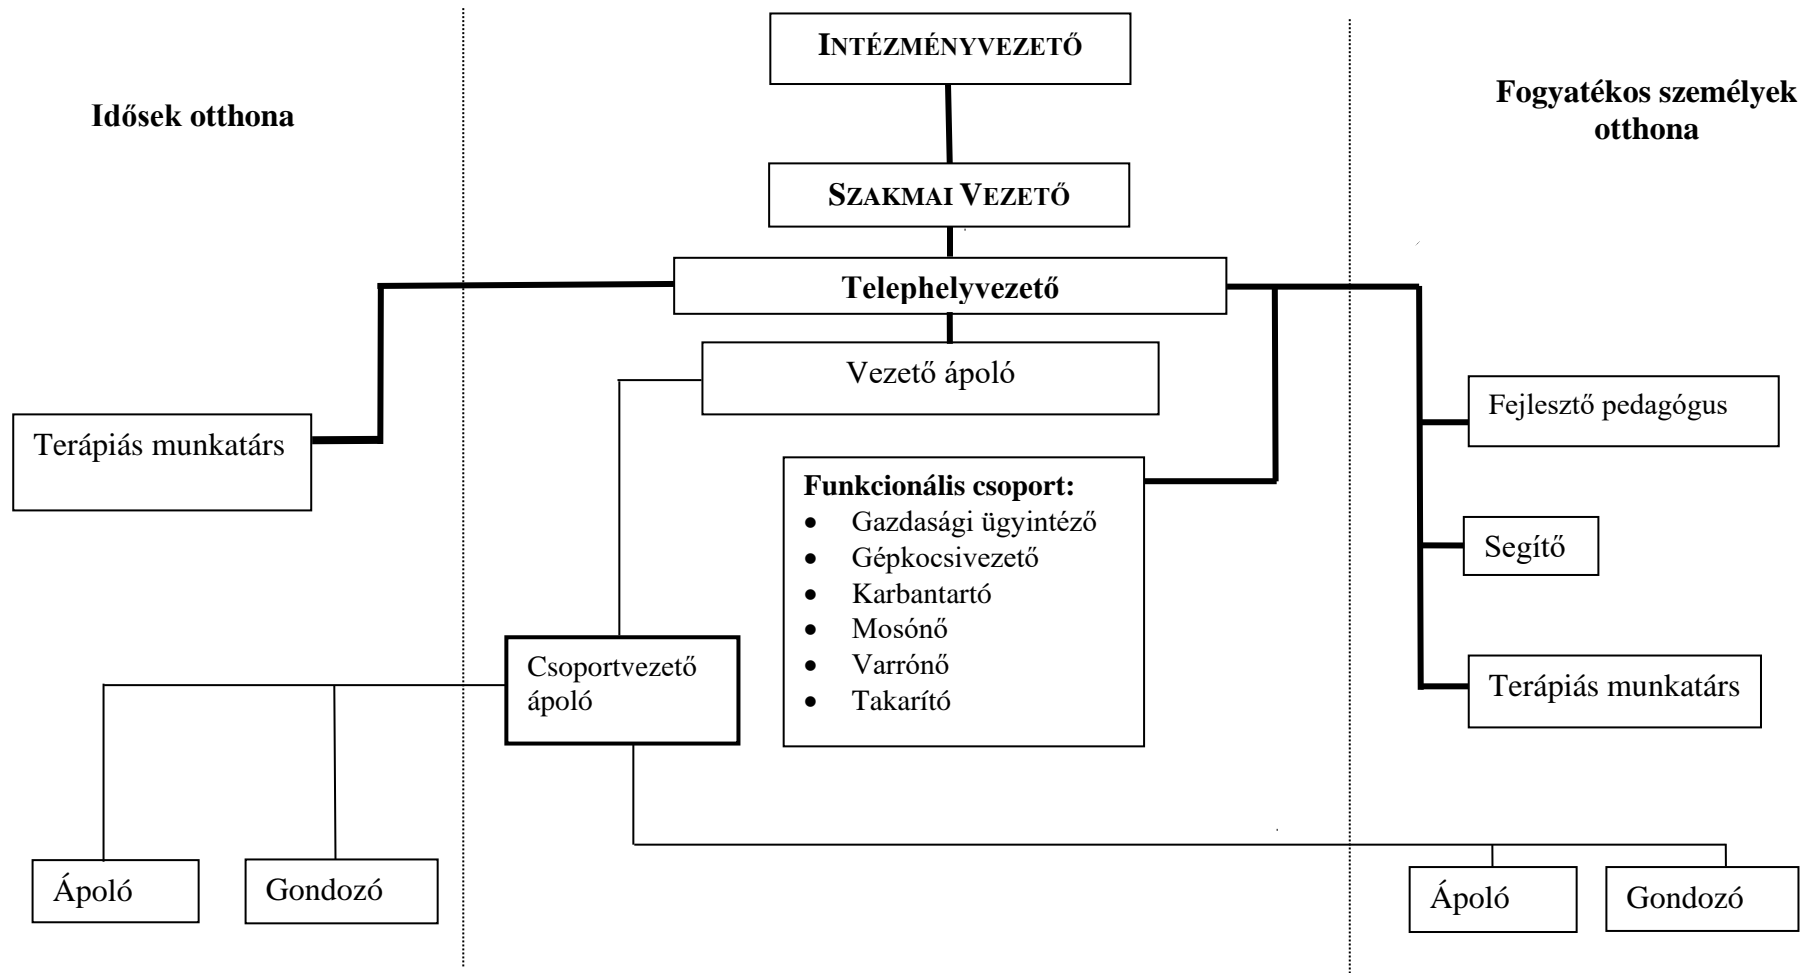 INTÉZMÉNYVEZETŐ
Idősek otthona
Fogyatékos személyek
otthona
SZAKMAI VEZETŐ
Telephelyvezető
Vezető ápoló
Terápiás munkatárs
Fejlesztő pedagógus
Funkcionális csoport:
• Gazdasági ügyintéző
• Gépkocsivezető
• Karbantartó
• Mosónő
• Varrónő
• Takarító
Segítő
Csoportvezető
ápoló
Terápiás munkatárs
Ápoló
Gondozó
Ápoló
Gondozó